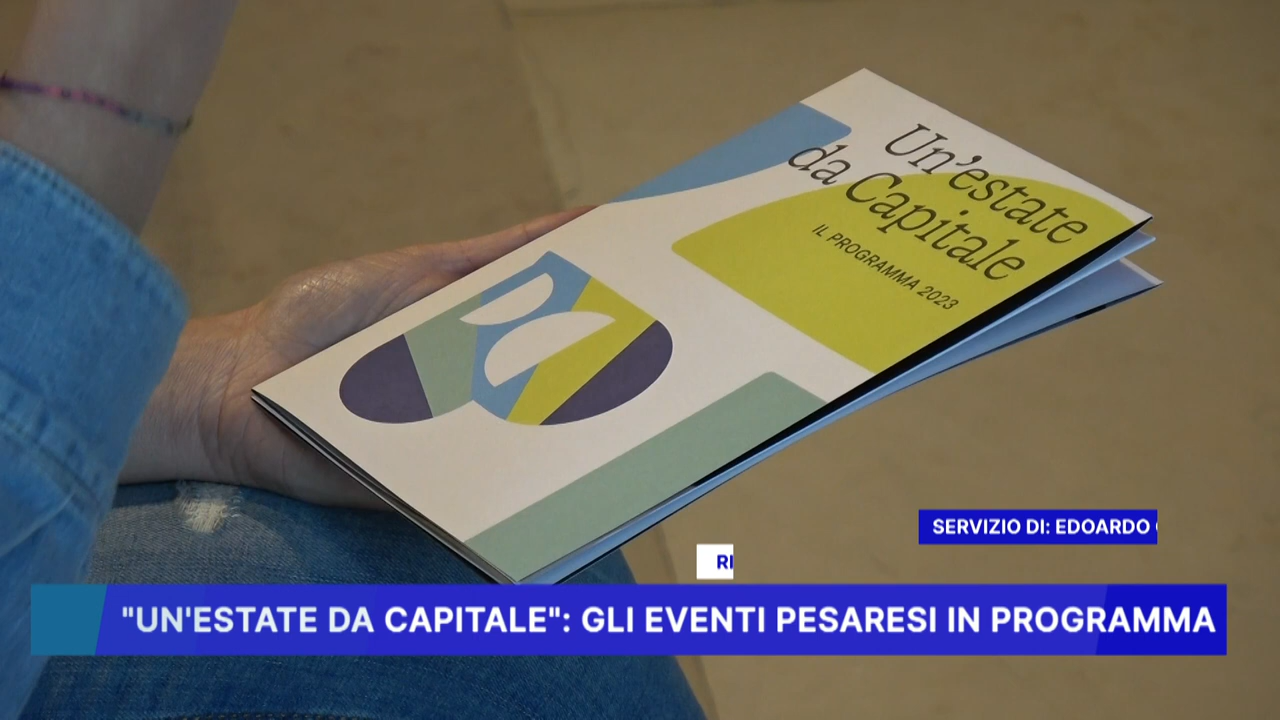 Un'estate
da Capitale
IL PROGRAMMA 2023
SERVIZIO DI: EDOARDO
"UN'ESTATE DA CAPITALE": GLI EVENTI PESARESI IN PROGRAMMA